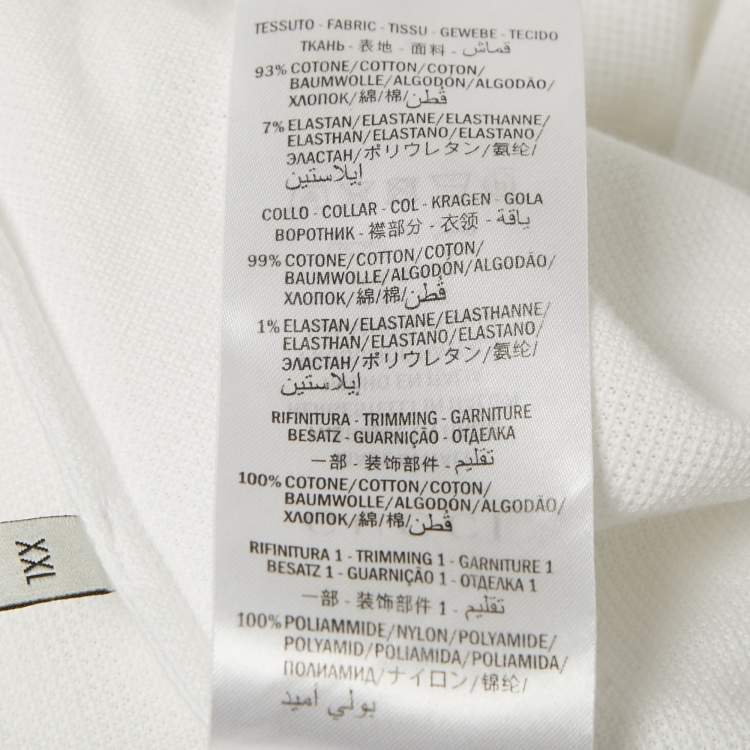 TESSUTO - FABRIC - TISSU - GEWEBE - TECIDO
ТКАНЬ - 表地 - 面料 - قماش
93% COTONE/COTTON/COTON/
BAUMWOLLE/ALGODÓN/ALGODÃO/
ХЛОПОК/綿/棉/قُطن
7% ELASTAN/ELASTANE/ELASTHANNE/
ELASTHAN/ELASTANO/ELASTANO/
ЭЛАСТАН/ポリウレタン/氨纶/
إيلاستين
COLLO - COLLAR - COL - KRAGEN - GOLA
ВОРОТНИК - 襟部分 - 衣领 - ياقة
99% COTONE/COTTON/COTON/
BAUMWOLLE/ALGODÓN/ALGODÃO/
ХЛОПОК/綿/棉/قُطن
1% ELASTAN/ELASTANE/ELASTHANNE/
ELASTHAN/ELASTANO/ELASTANO/
ЭЛАСТАН/ポリウレタン/氨纶/
إيلاستين
RIFINITURA - TRIMMING - GARNITURE
BESATZ - GUARNIÇÃO - ОТДЕЛКА
一部 - 装饰部件 - تقليم
100% COTONE/COTTON/COTON/
BAUMWOLLE/ALGODÓN/ALGODÃO/
ХЛОПОК/綿/棉/قُطن
RIFINITURA 1 - TRIMMING 1 - GARNITURE 1
BESATZ 1 - GUARNIÇÃO 1 - ОТДЕЛКА 1
一部 - 装饰部件 1 - تقليم
100% POLIAMMIDE/NYLON/POLYAMIDE/
POLYAMID/POLIAMIDA/POLIAMIDA/
ПОЛИАМИД/ナイロン/锦纶/
بولي أميد
XXL